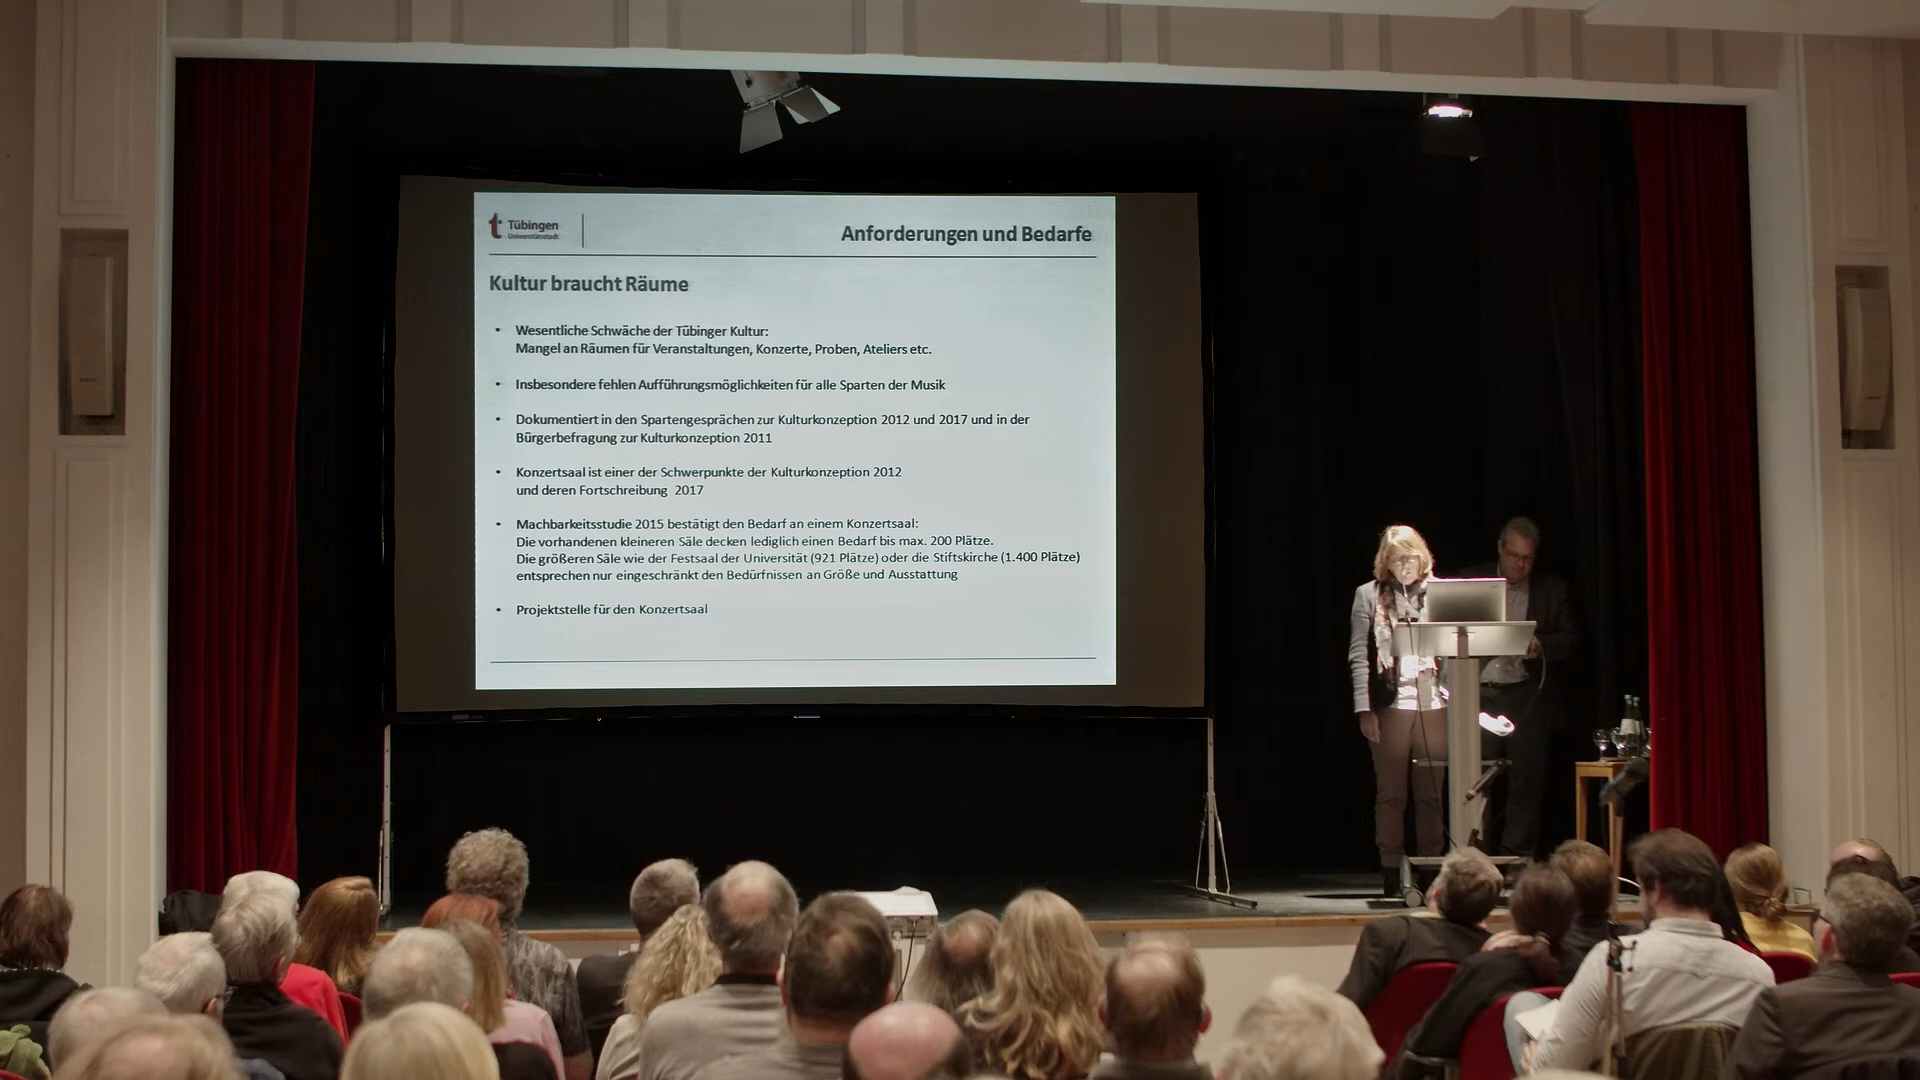 Tübingen
Universitätsstadt
Anforderungen und Bedarfe
Kultur braucht Räume
• Wesentliche Schwäche der Tübinger Kultur:
Mangel an Räumen für Veranstaltungen, Konzerte, Proben, Ateliers etc.
• Insbesondere fehlen Aufführungsmöglichkeiten für alle Sparten der Musik
• Dokumentiert in den Spartengesprächen zur Kulturkonzeption 2012 und 2017 und in der
Bürgerbefragung zur Kulturkonzeption 2011
• Konzertsaal ist einer der Schwerpunkte der Kulturkonzeption 2012
und deren Fortschreibung 2017
• Machbarkeitsstudie 2015 bestätigt den Bedarf an einem Konzertsaal:
Die vorhandenen kleineren Säle decken lediglich einen Bedarf bis max. 200 Plätze.
Die größeren Säle wie der Festsaal der Universität (921 Plätze) oder die Stiftskirche (1.400 Plätze)
entsprechen nur eingeschränkt den Bedürfnissen an Größe und Ausstattung
• Projektstelle für den Konzertsaal